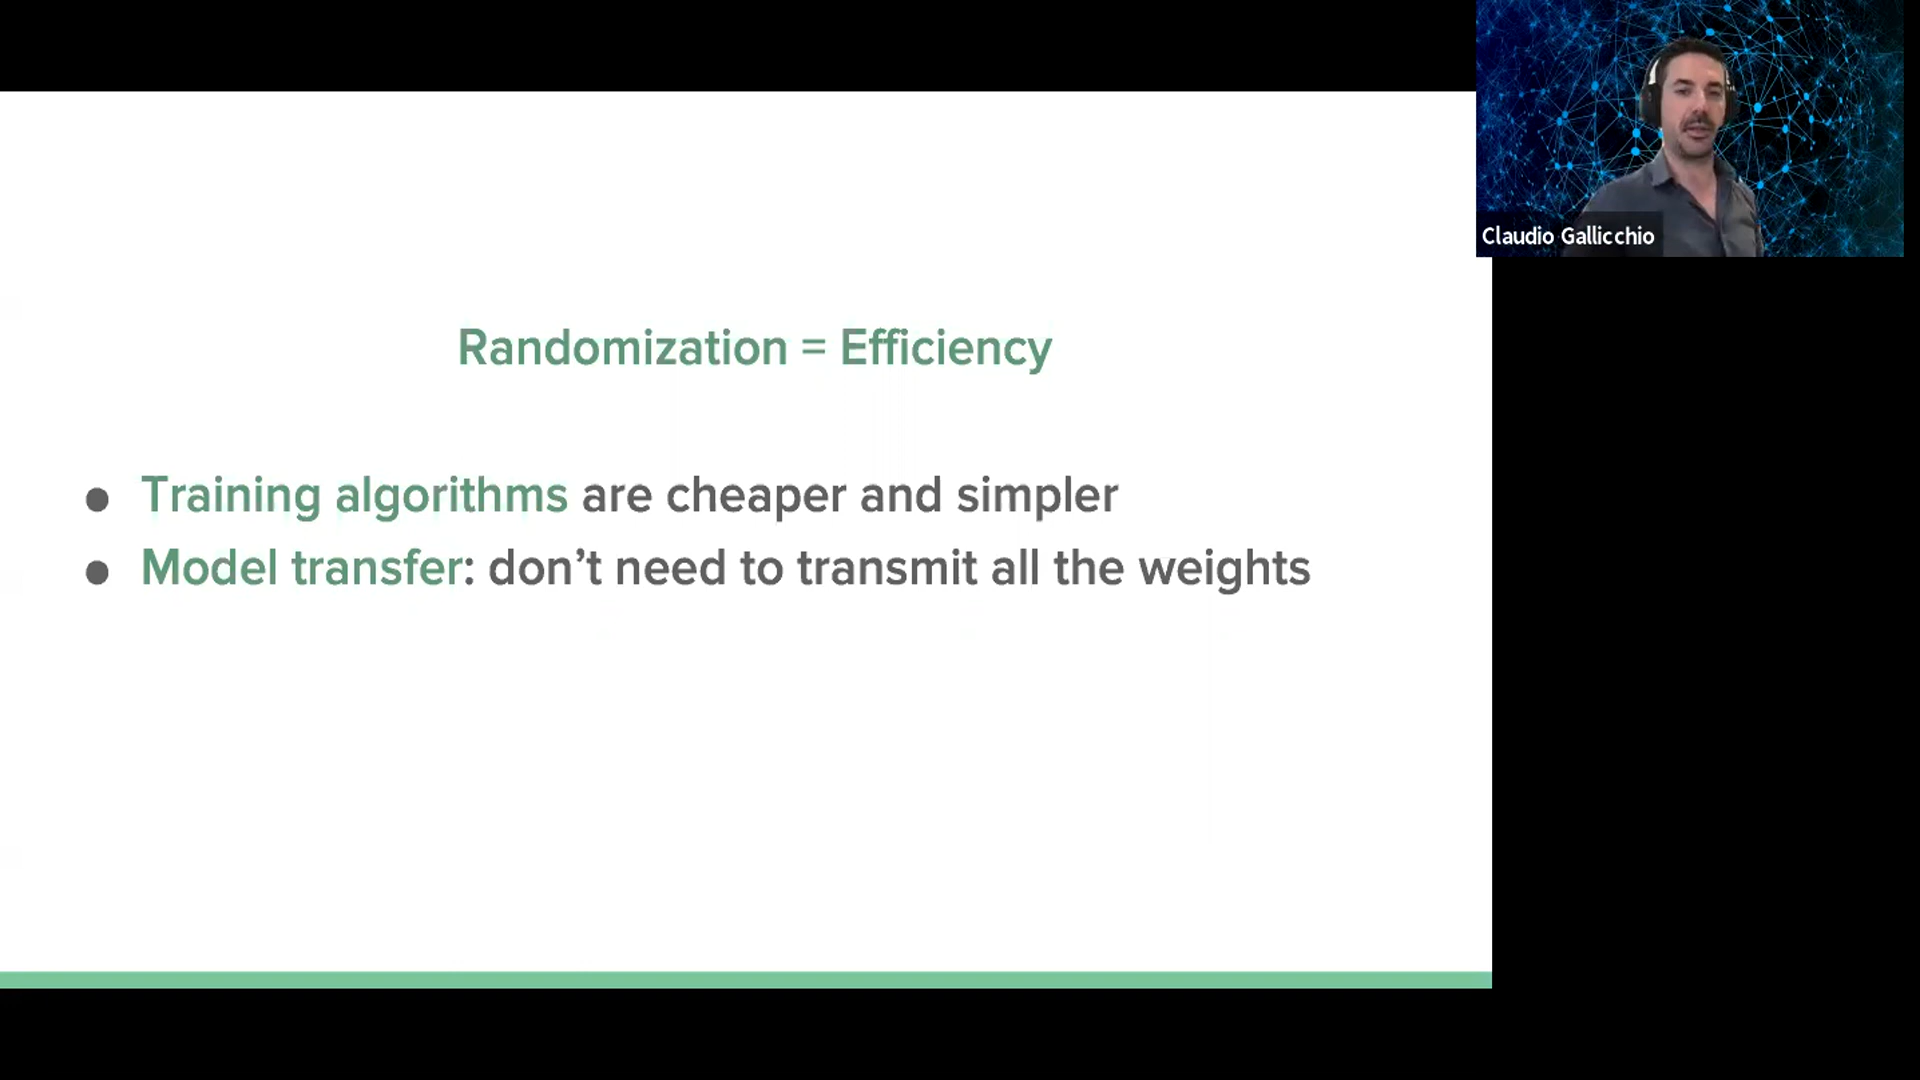 Claudio Gallicchio
Randomization = Efficiency
● Training algorithms are cheaper and simpler
● Model transfer: don’t need to transmit all the weights